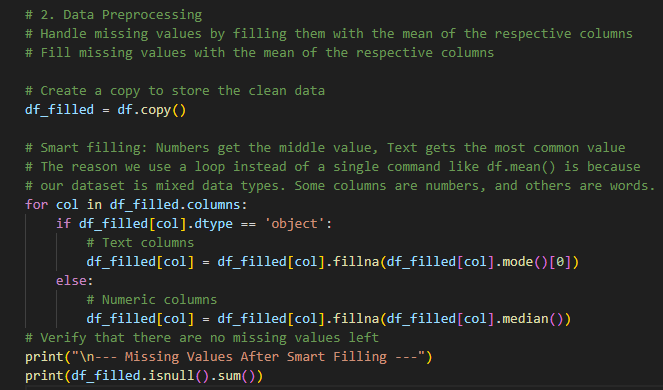 # 2. Data Preprocessing
# Handle missing values by filling them with the mean of the respective columns
# Fill missing values with the mean of the respective columns

# Create a copy to store the clean data
df_filled = df.copy()

# Smart filling: Numbers get the middle value, Text gets the most common value
# The reason we use a loop instead of a single command like df.mean() is because
# our dataset is mixed data types. Some columns are numbers, and others are words.
for col in df_filled.columns:
    if df_filled[col].dtype == 'object':
        # Text columns
        df_filled[col] = df_filled[col].fillna(df_filled[col].mode()[0])
    else:
        # Numeric columns
        df_filled[col] = df_filled[col].fillna(df_filled[col].median())
# Verify that there are no missing values left
print("\n--- Missing Values After Smart Filling ---")
print(df_filled.isnull().sum())